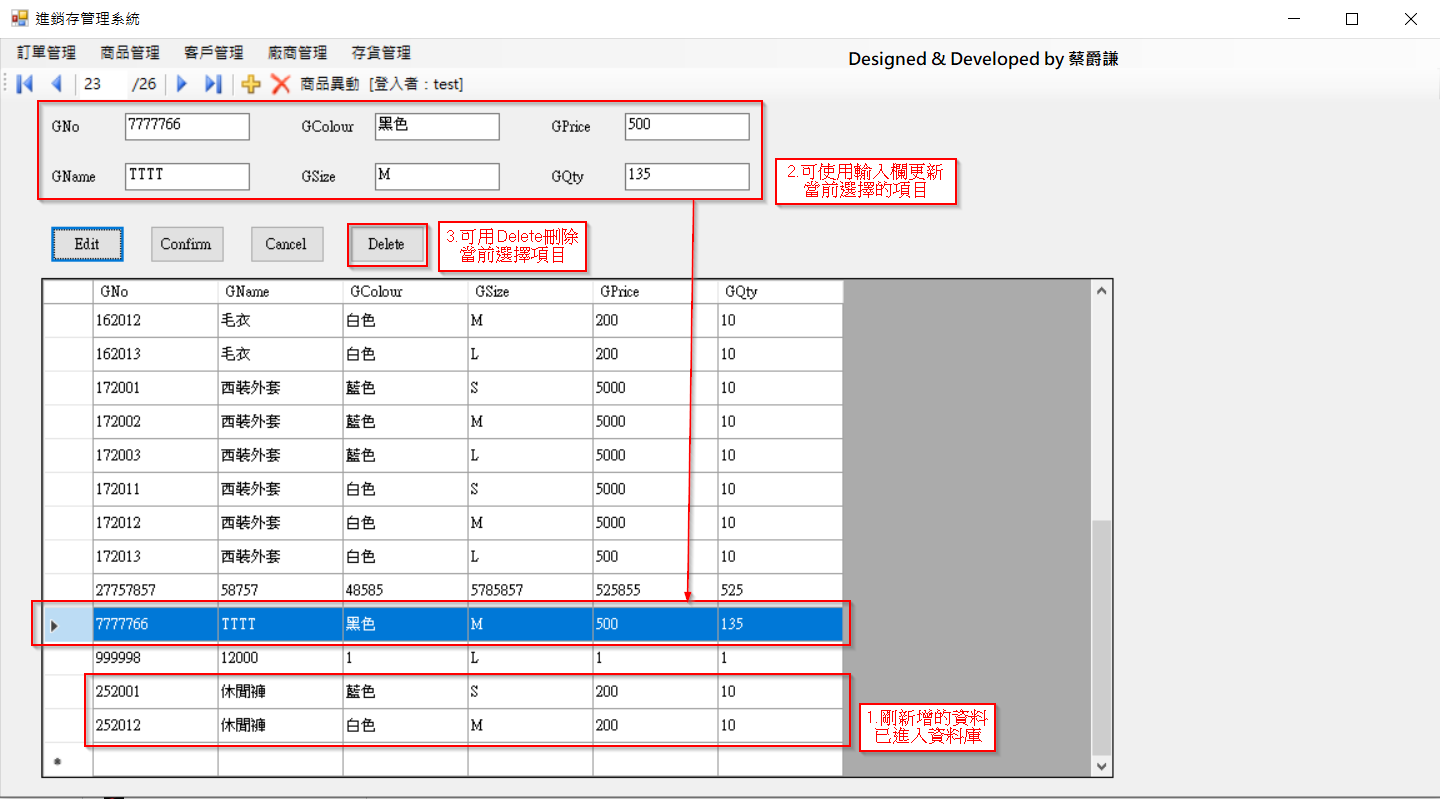 進銷存管理系統
訂單管理 商品管理 客戶管理 廠商管理 存貨管理
Designed & Developed by 蔡爵謙
23 /26 商品異動 [登入者：test]
GNo 7777766 GColour 黑色 GPrice 500
GName TTTT GSize M GQty 135
2.可使用輸入欄更新
當前選擇的項目
Edit Confirm Cancel Delete
3.可用Delete刪除
當前選擇項目
GNo GName GColour GSize GPrice GQty
162012 毛衣 白色 M 200 10
162013 毛衣 白色 L 200 10
172001 西裝外套 藍色 S 5000 10
172002 西裝外套 藍色 M 5000 10
172003 西裝外套 藍色 L 5000 10
172011 西裝外套 白色 S 5000 10
172012 西裝外套 白色 M 5000 10
172013 西裝外套 白色 L 500 10
27757857 58757 48585 5785857 525855 525
7777766 TTTT 黑色 M 500 135
999998 12000 1 L 1 1
252001 休閒褲 藍色 S 200 10
252012 休閒褲 白色 M 200 10
1.剛新增的資料
已進入資料庫